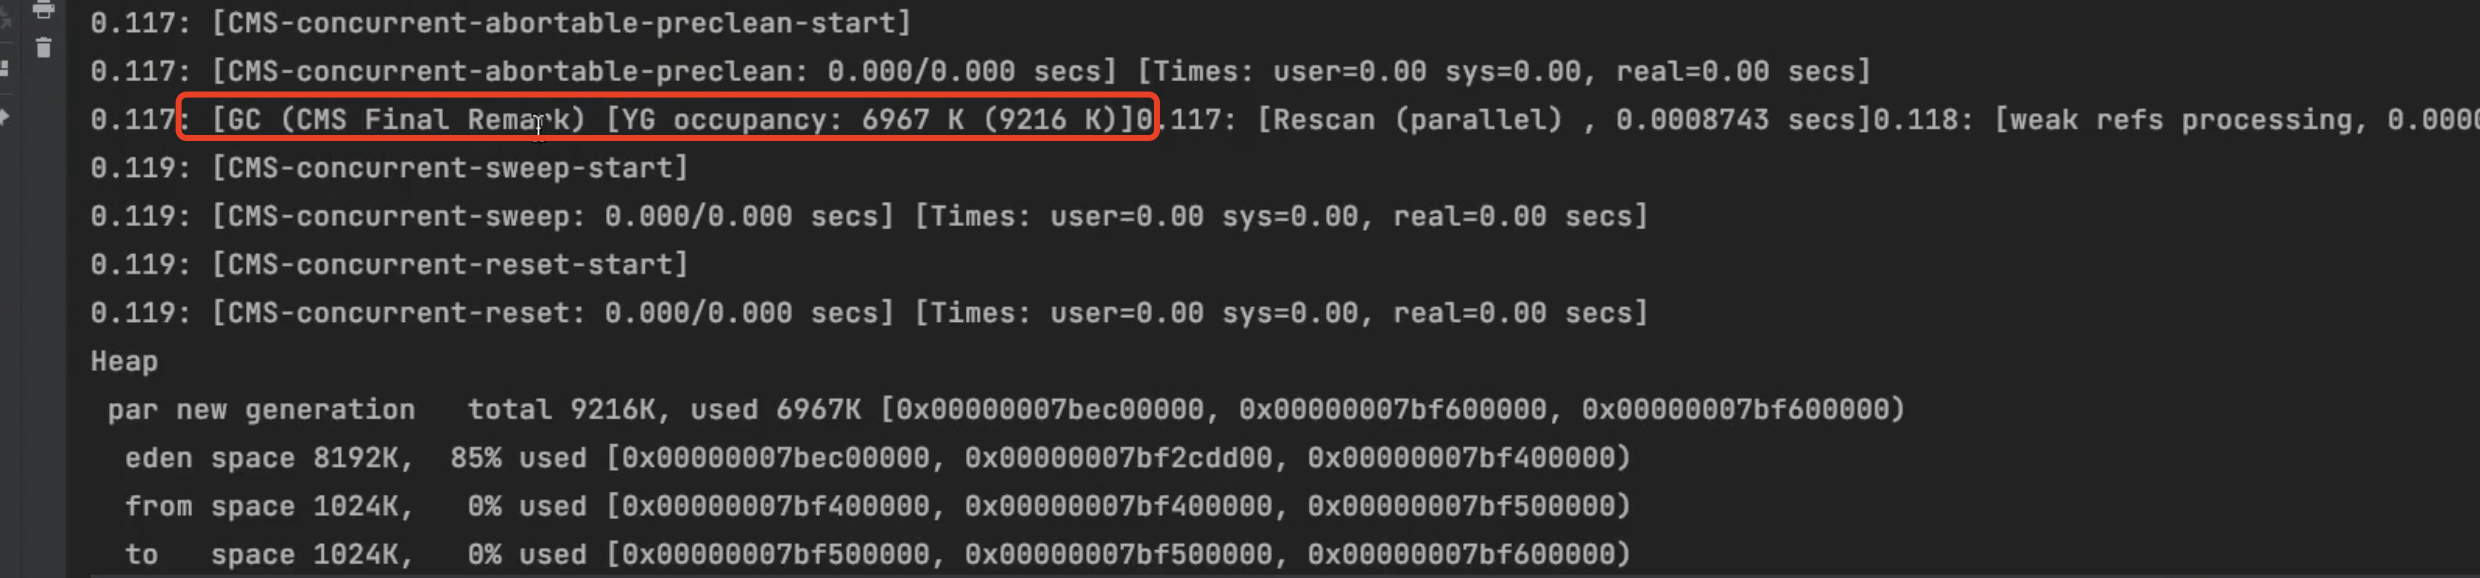 0.117: [CMS-concurrent-abortable-preclean-start]
0.117: [CMS-concurrent-abortable-preclean: 0.000/0.000 secs] [Times: user=0.00 sys=0.00, real=0.00 secs]
0.117: [GC (CMS Final Remark) [YG occupancy: 6967 K (9216 K)]0.117: [Rescan (parallel) , 0.0008743 secs]0.118: [weak refs processing, 0.0000
0.119: [CMS-concurrent-sweep-start]
0.119: [CMS-concurrent-sweep: 0.000/0.000 secs] [Times: user=0.00 sys=0.00, real=0.00 secs]
0.119: [CMS-concurrent-reset-start]
0.119: [CMS-concurrent-reset: 0.000/0.000 secs] [Times: user=0.00 sys=0.00, real=0.00 secs]
Heap
par new generation total 9216K, used 6967K [0x00000007bec00000, 0x00000007bf600000, 0x00000007bf600000)
eden space 8192K, 85% used [0x00000007bec00000, 0x00000007bf2cdd00, 0x00000007bf400000)
from space 1024K, 0% used [0x00000007bf400000, 0x00000007bf400000, 0x00000007bf500000)
to space 1024K, 0% used [0x00000007bf500000, 0x00000007bf500000, 0x00000007bf600000)